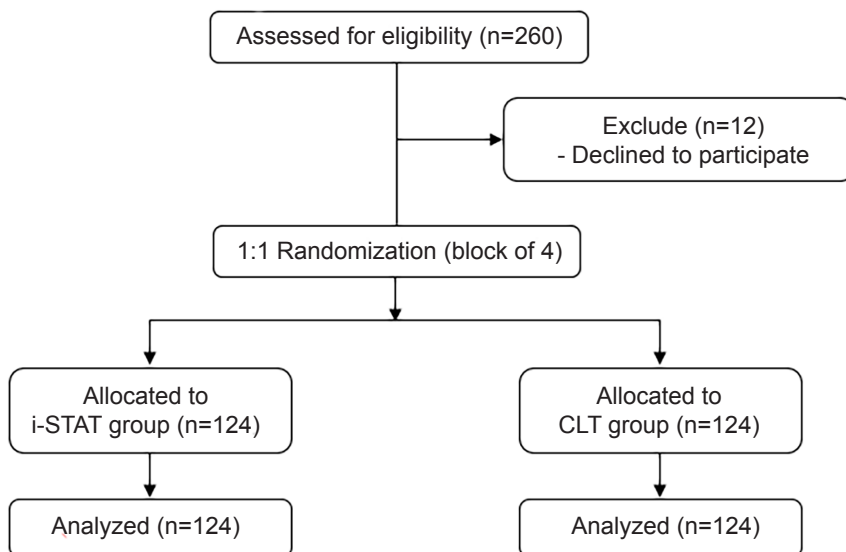 Assessed for eligibility (n=260)
Exclude (n=12)
- Declined to participate
1:1 Randomization (block of 4)
Allocated to
i-STAT group (n=124)
Allocated to
CLT group (n=124)
Analyzed (n=124)
Analyzed (n=124)